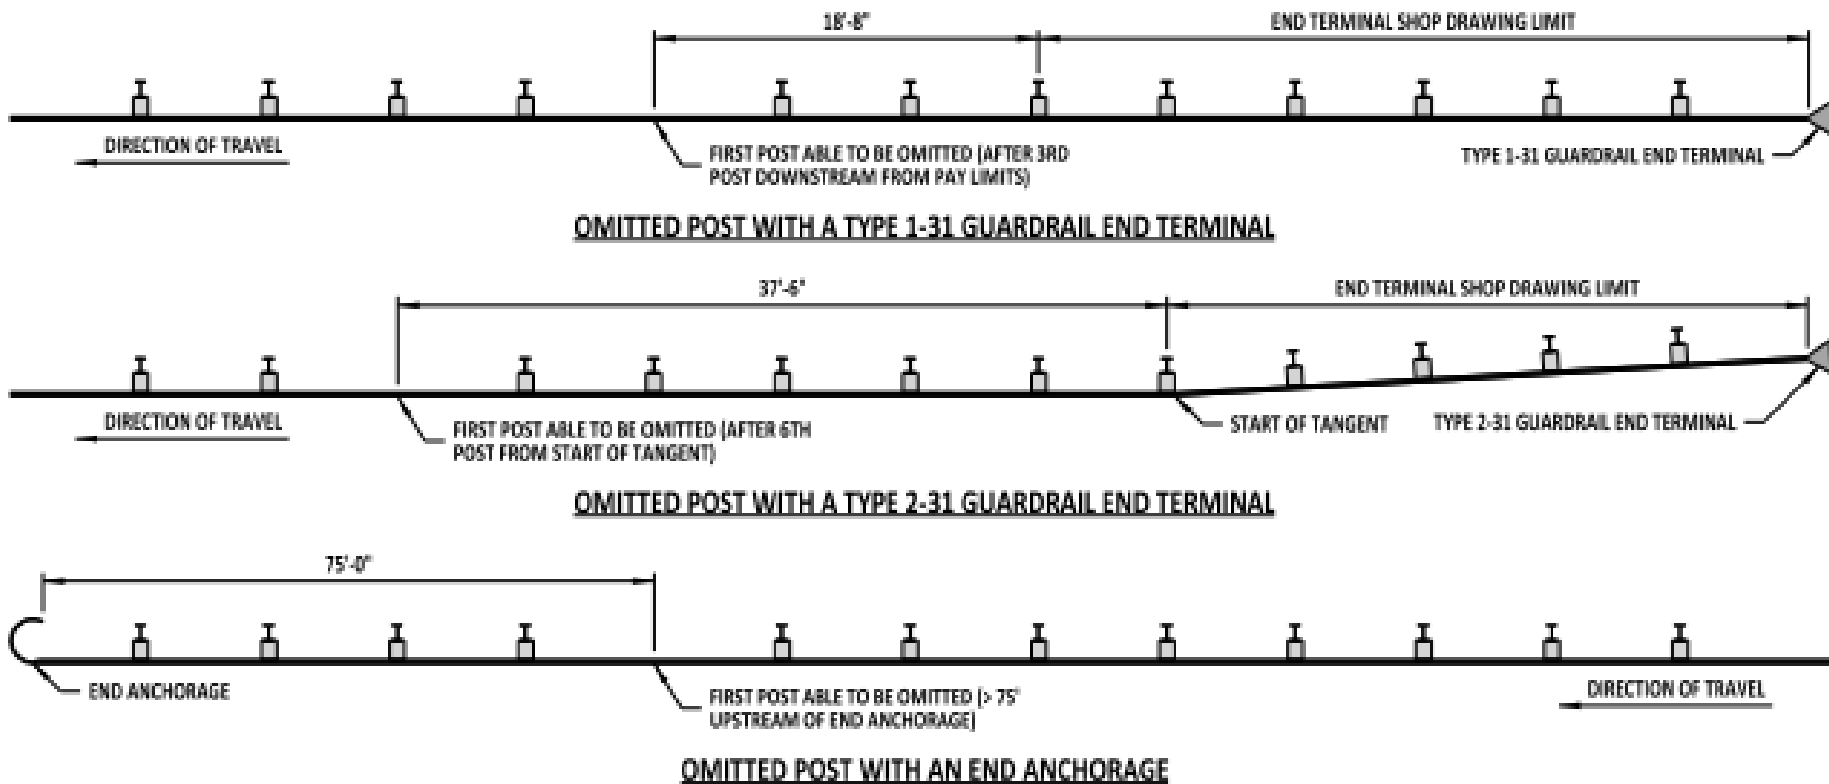 18'-8"
END TERMINAL SHOP DRAWING LIMIT
DIRECTION OF TRAVEL
FIRST POST ABLE TO BE OMITTED (AFTER 3RD
POST DOWNSTREAM FROM PAY LIMITS)
TYPE 1-31 GUARDRAIL END TERMINAL
OMITTED POST WITH A TYPE 1-31 GUARDRAIL END TERMINAL
37'-6"
END TERMINAL SHOP DRAWING LIMIT
DIRECTION OF TRAVEL
FIRST POST ABLE TO BE OMITTED (AFTER 6TH
POST FROM START OF TANGENT)
START OF TANGENT
TYPE 2-31 GUARDRAIL END TERMINAL
OMITTED POST WITH A TYPE 2-31 GUARDRAIL END TERMINAL
75'-0"
END ANCHORAGE
FIRST POST ABLE TO BE OMITTED (> 75'
UPSTREAM OF END ANCHORAGE)
DIRECTION OF TRAVEL
OMITTED POST WITH AN END ANCHORAGE